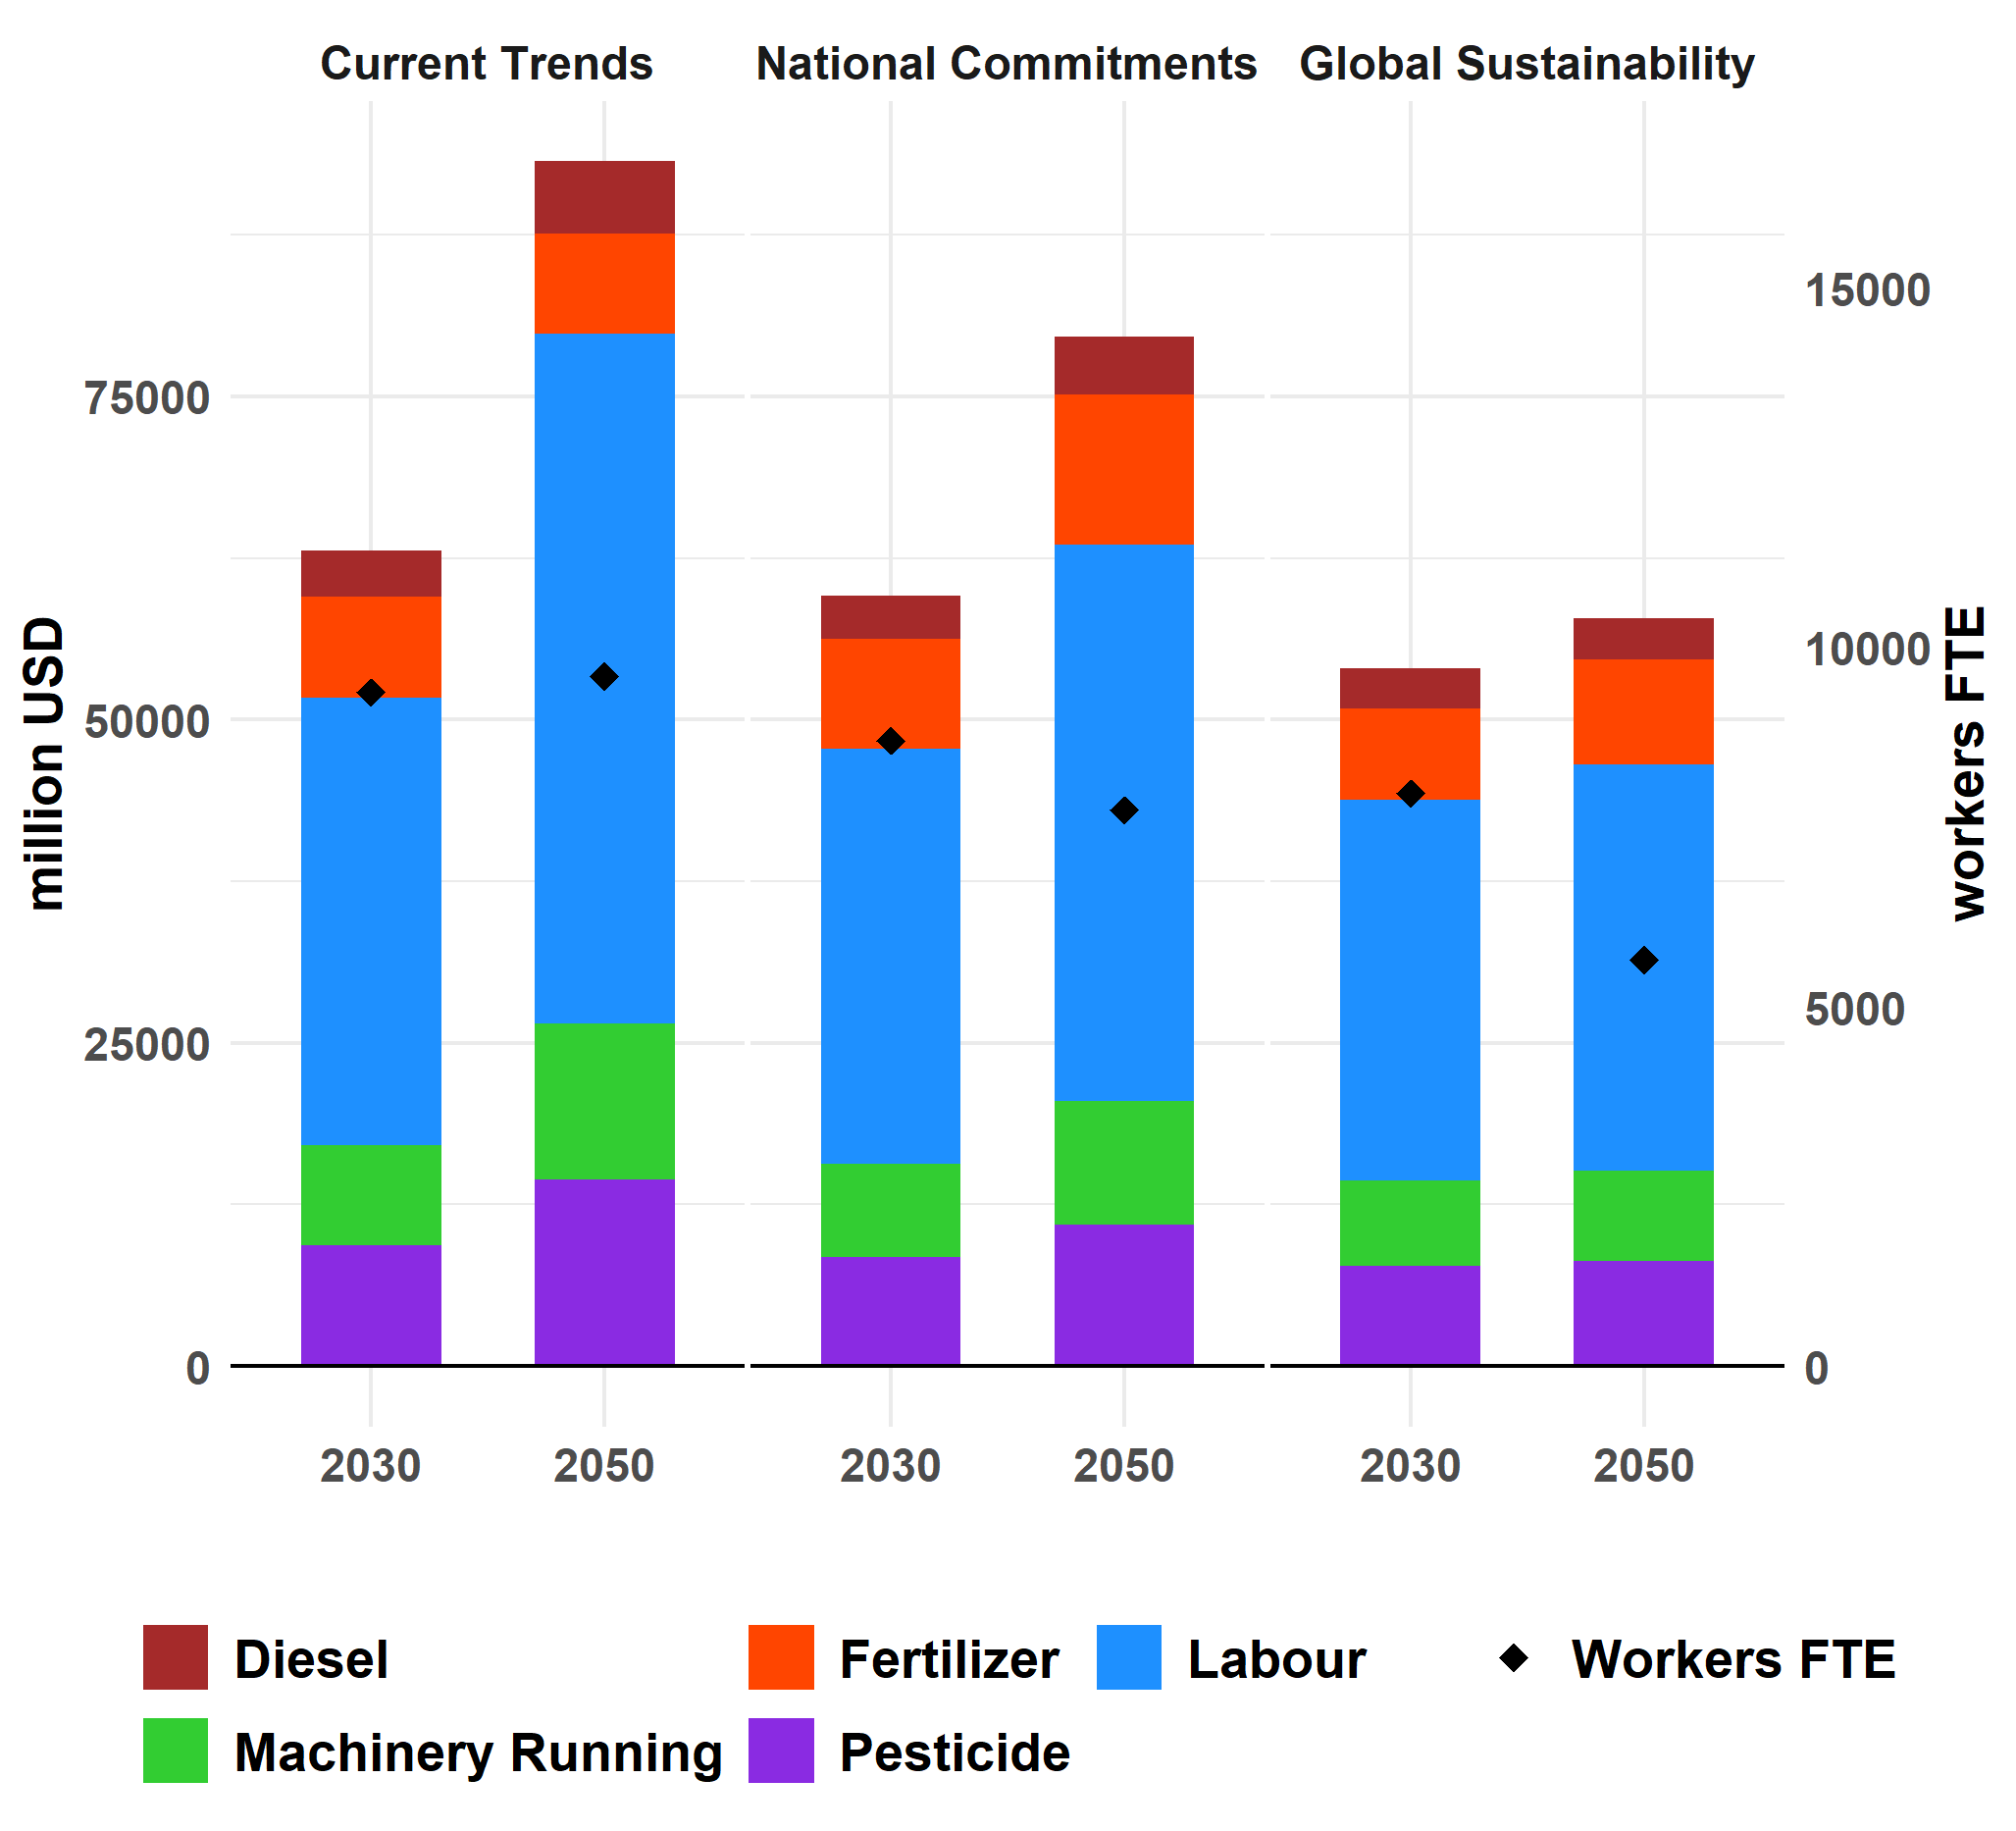 Current Trends National Commitments Global Sustainability
15000
75000
10000
50000
million USD
workers FTE
5000
25000
0 0
2030 2050 2030 2050 2030 2050
Diesel Fertilizer Labour Workers FTE
Machinery Running Pesticide